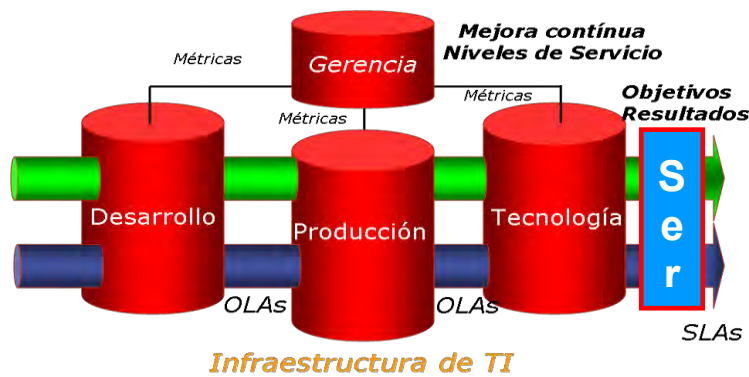 Mejora contínua
Niveles de Servicio
Gerencia
Métricas
Métricas
Métricas
Objetivos
Resultados
Desarrollo
Producción
Tecnología
S
e
r
OLAs
OLAs
SLAs
Infraestructura de TI